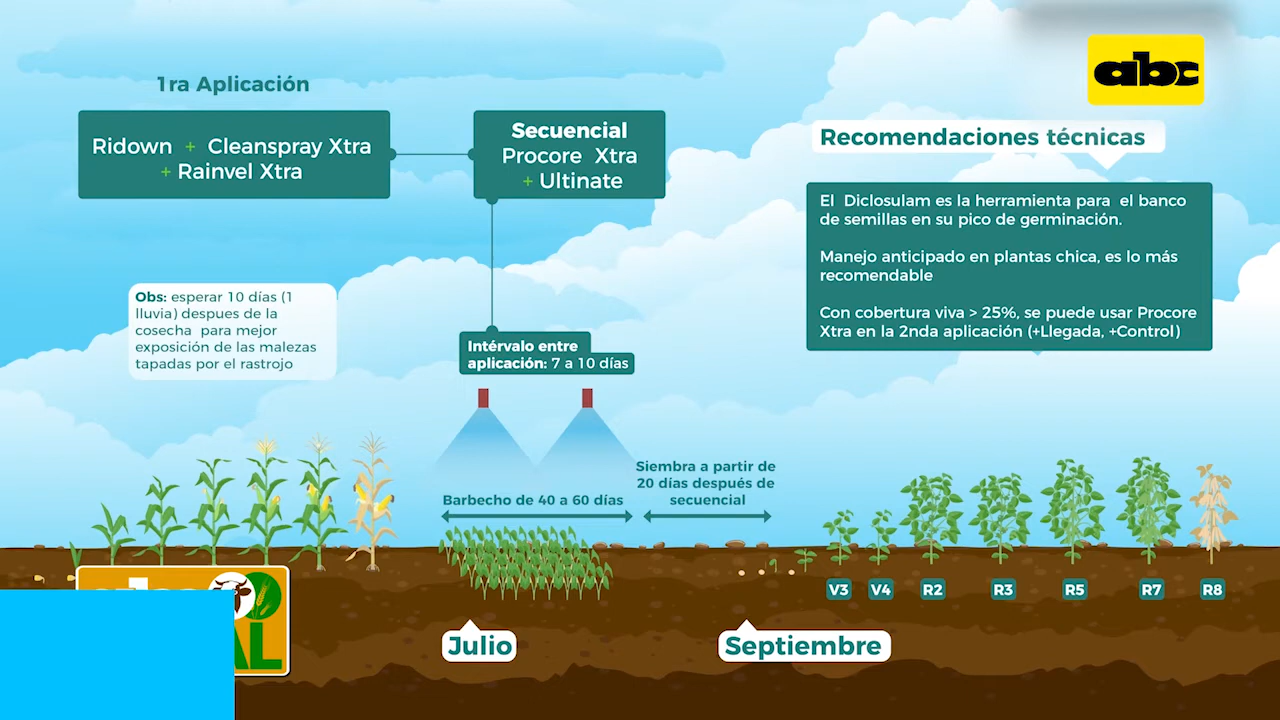 1ra Aplicación
Ridown + Cleanspray Xtra
+ Rainvel Xtra
Secuencial
Procore Xtra
+ Ultinate
abc
Recomendaciones técnicas
El Diclosulam es la herramienta para el banco
de semillas en su pico de germinación.
Manejo anticipado en plantas chica, es lo más
recomendable
Con cobertura viva > 25%, se puede usar Procore
Xtra en la 2nda aplicación (+Llegada, +Control)
Obs: esperar 10 días (1
lluvia) despues de la
cosecha para mejor
exposición de las malezas
tapadas por el rastrojo
Intérvalo entre
aplicación: 7 a 10 días
Siembra a partir de
20 días después de
secuencial
Barbecho de 40 a 60 días
V3 V4 R2 R3 R5 R7 R8
Julio
Septiembre